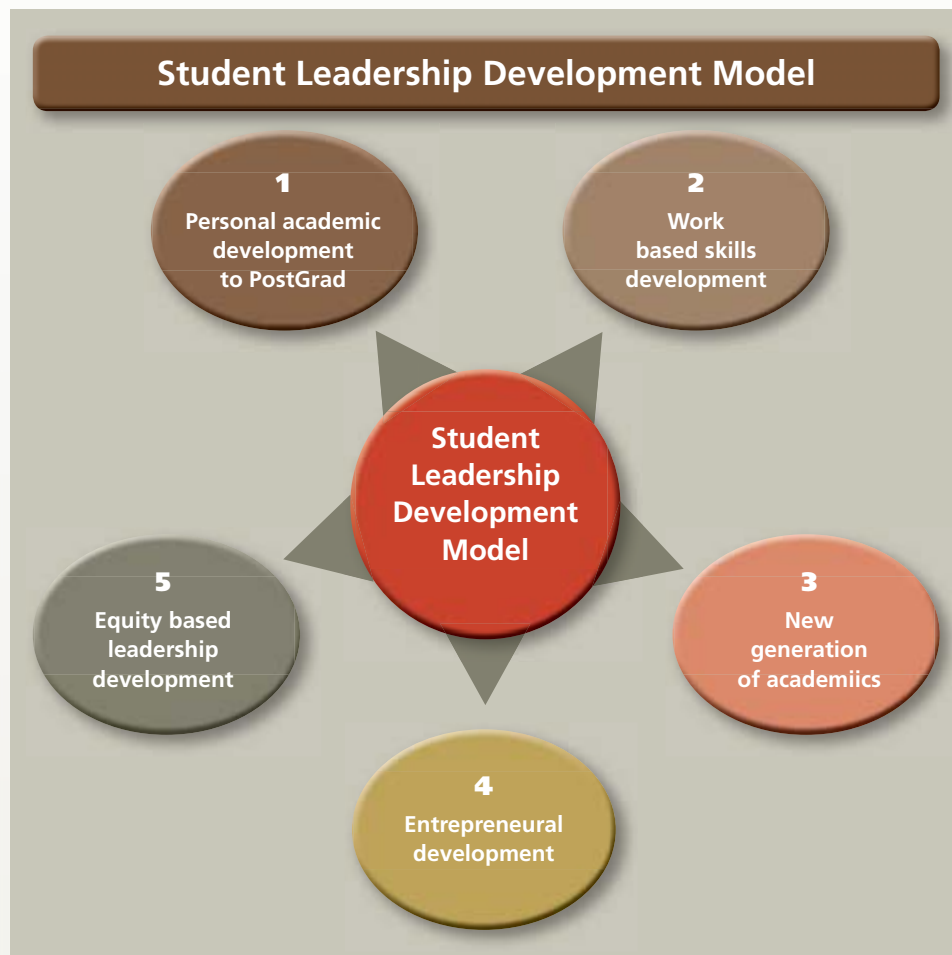 Student Leadership Development Model
1
Personal academic
development
to PostGrad
2
Work
based skills
development
Student
Leadership
Development
Model
5
Equity based
leadership
development
3
New
generation
of academiics
4
Entrepreneural
development